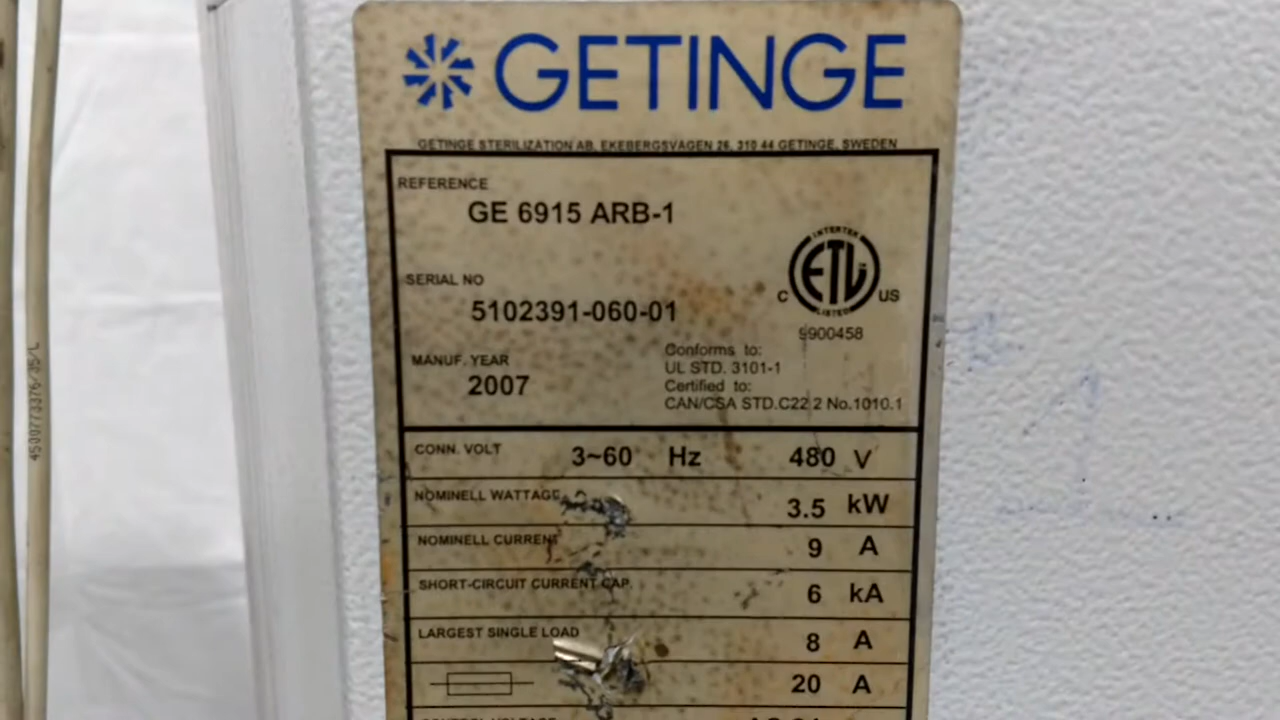 GETINGE
GETINGE STERILIZATION AB, EKEBERGSVÄGEN 26, 310 44 GETINGE, SWEDEN
REFERENCE
GE 6915 ARB-1
INTERTEK
ETL
LISTED
C US
9900458
SERIAL NO
5102391-060-01
MANUF. YEAR
2007
Conforms to:
UL STD. 3101-1
Certified to:
CAN/CSA STD.C22 2 No.1010.1
CONN. VOLT 3~60 Hz 480 V
NOMINELL WATTAGE 3.5 kW
NOMINELL CURRENT 9 A
SHORT-CIRCUIT CURRENT CAP. 6 kA
LARGEST SINGLE LOAD 8 A
20 A
CONTROL VOLTAGE